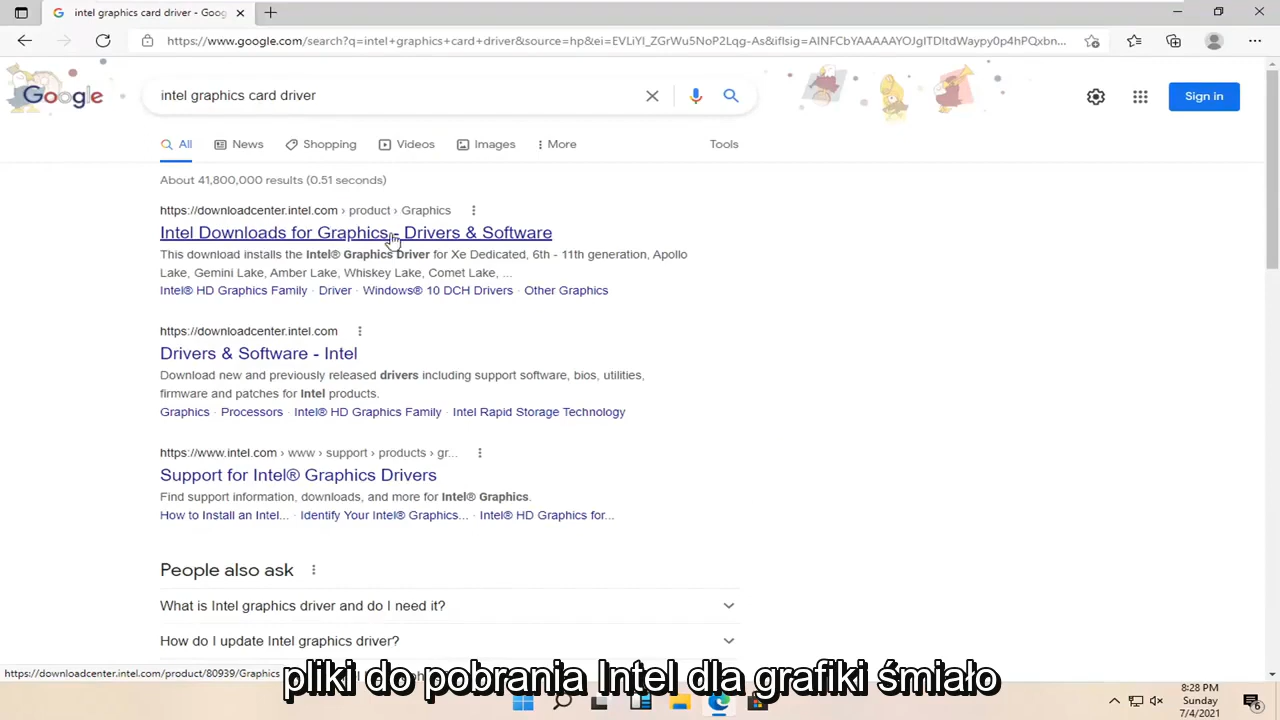 intel graphics card driver - Goog
https://www.google.com/search?q=intel+graphics+card+driver&source=hp&ei=EVLiYI_ZGrWu5NoP2Lqg-As&iflsig=AINFCbYAAAAAYOJgITDItdWaypy0p4hPQxbn...
Google
intel graphics card driver
Sign in
All
News
Shopping
Videos
Images
More
Tools
About 41,800,000 results (0.51 seconds)
https://downloadcenter.intel.com › product › Graphics
Intel Downloads for Graphics - Drivers & Software
This download installs the Intel® Graphics Driver for Xe Dedicated, 6th - 11th generation, Apollo
Lake, Gemini Lake, Amber Lake, Whiskey Lake, Comet Lake, ...
Intel® HD Graphics Family · Driver · Windows® 10 DCH Drivers · Other Graphics
https://downloadcenter.intel.com
Drivers & Software - Intel
Download new and previously released drivers including support software, bios, utilities,
firmware and patches for Intel products.
Graphics · Processors · Intel® HD Graphics Family · Intel Rapid Storage Technology
https://www.intel.com › www › support › products › gr...
Support for Intel® Graphics Drivers
Find support information, downloads, and more for Intel® Graphics.
How to Install an Intel... · Identify Your Intel® Graphics... · Intel® HD Graphics for...
People also ask
What is Intel graphics driver and do I need it?
How do I update Intel graphics driver?
https://downloadcenter.intel.com/product/80939/Graphics
pliki do pobrania Intel dla grafiki śmiało
8:28 PM
Sunday
7/4/2021
6